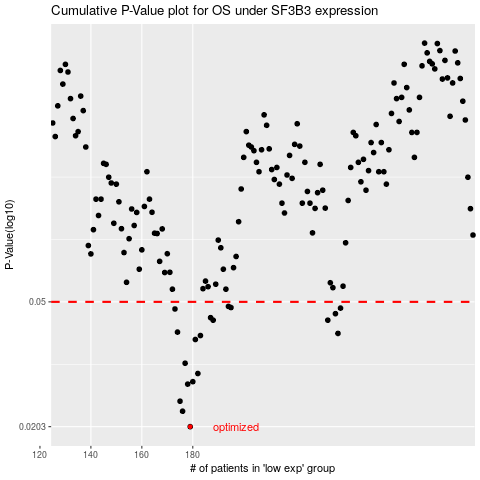 Cumulative P-Value plot for OS under SF3B3 expression
P-Value(log10)
0.05
0.0203
optimized
120 140 160 180
# of patients in 'low exp' group